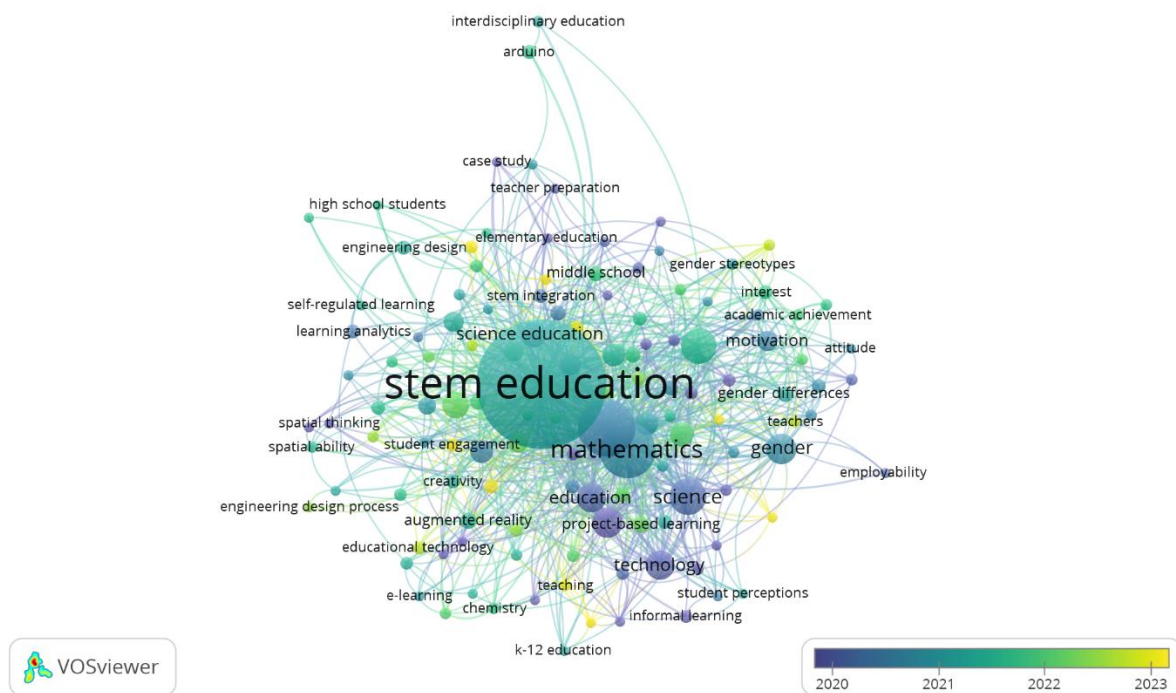 interdisciplinary education
arduino
case study
teacher preparation
high school students
engineering design
elementary education
middle school
gender stereotypes
stem integration
interest
self-regulated learning
learning analytics
science education
academic achievement
motivation
attitude
stem education
gender differences
teachers
spatial thinking
spatial ability
student engagement
mathematics
gender
employability
creativity
education
science
engineering design process
augmented reality
project-based learning
educational technology
technology
teaching
e-learning
chemistry
student perceptions
informal learning
k-12 education
VOSviewer
2020 2021 2022 2023